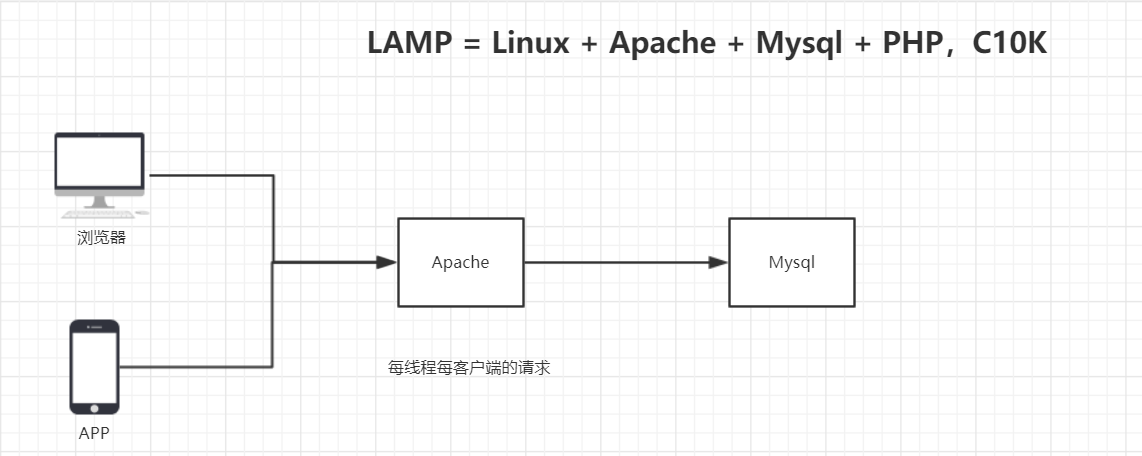 LAMP = Linux + Apache + Mysql + PHP，C10K
浏览器
Apache
Mysql
每线程每客户端的请求
APP